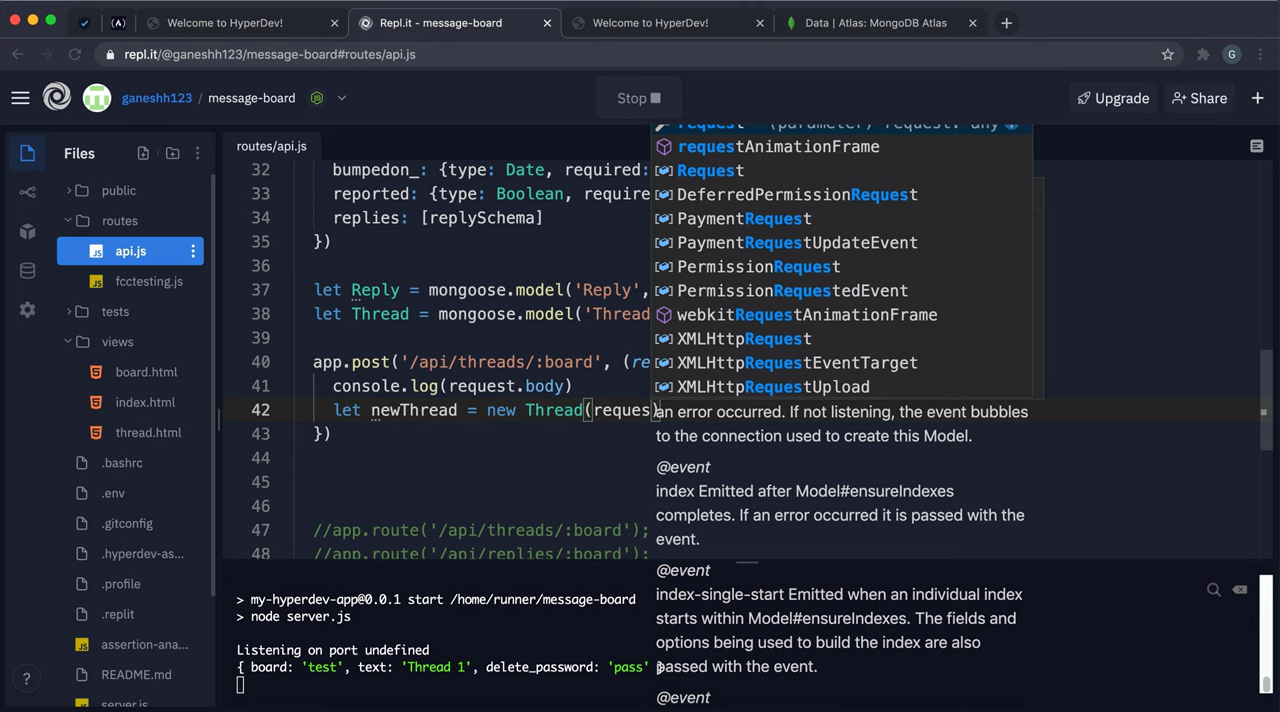 Welcome to HyperDev!
Repl.it - message-board
Welcome to HyperDev!
Data | Atlas: MongoDB Atlas
repl.it/@ganeshh123/message-board#routes/api.js
G
ganeshh123 / message-board
Stop
Upgrade
Share
Files
public
routes
api.js
fcctesting.js
tests
views
board.html
index.html
thread.html
.bashrc
.env
.gitconfig
.hyperdev-as...
.profile
.replit
assertion-ana...
README.md
server.js
routes/api.js
32 bumpedon_: {type: Date, required:
33 reported: {type: Boolean, require
34 replies: [replySchema]
35 })
36
37 let Reply = mongoose.model('Reply',
38 let Thread = mongoose.model('Thread
39
40 app.post('/api/threads/:board', (re
41 console.log(request.body)
42 let newThread = new Thread(reques)
43 })
44
45
46
47 //app.route('/api/threads/:board');
48 //app.route('/api/replies/:board');
request (parameter) request: any
requestAnimationFrame
Request
DeferredPermissionRequest
PaymentRequest
PaymentRequestUpdateEvent
PermissionRequest
PermissionRequestedEvent
webkitRequestAnimationFrame
XMLHttpRequest
XMLHttpRequestEventTarget
XMLHttpRequestUpload
an error occurred. If not listening, the event bubbles
to the connection used to create this Model.
@event
index Emitted after Model#ensureIndexes
completes. If an error occurred it is passed with the
event.
@event
index-single-start Emitted when an individual index
starts within Model#ensureIndexes. The fields and
options being used to build the index are also
passed with the event.
@event
> my-hyperdev-app@0.0.1 start /home/runner/message-board
> node server.js
Listening on port undefined
{ board: 'test', text: 'Thread 1', delete_password: 'pass' }
?